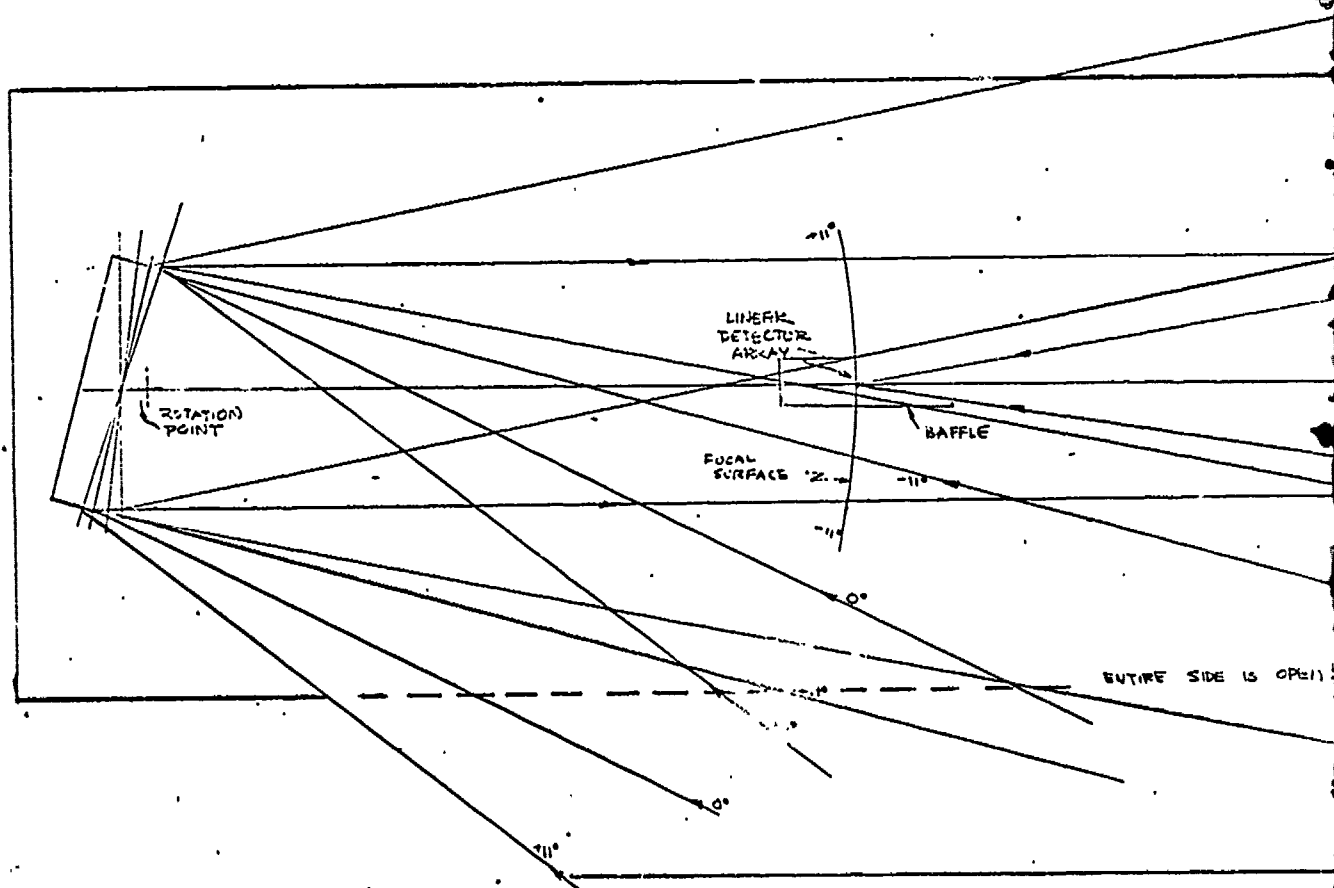 +11°
LINEAR
DETECTOR
ARRAY
ROTATION
POINT
BAFFLE
FOCAL
SURFACE
-11°
-11°
0°
ENTIRE SIDE IS OPEN
0°
+11°